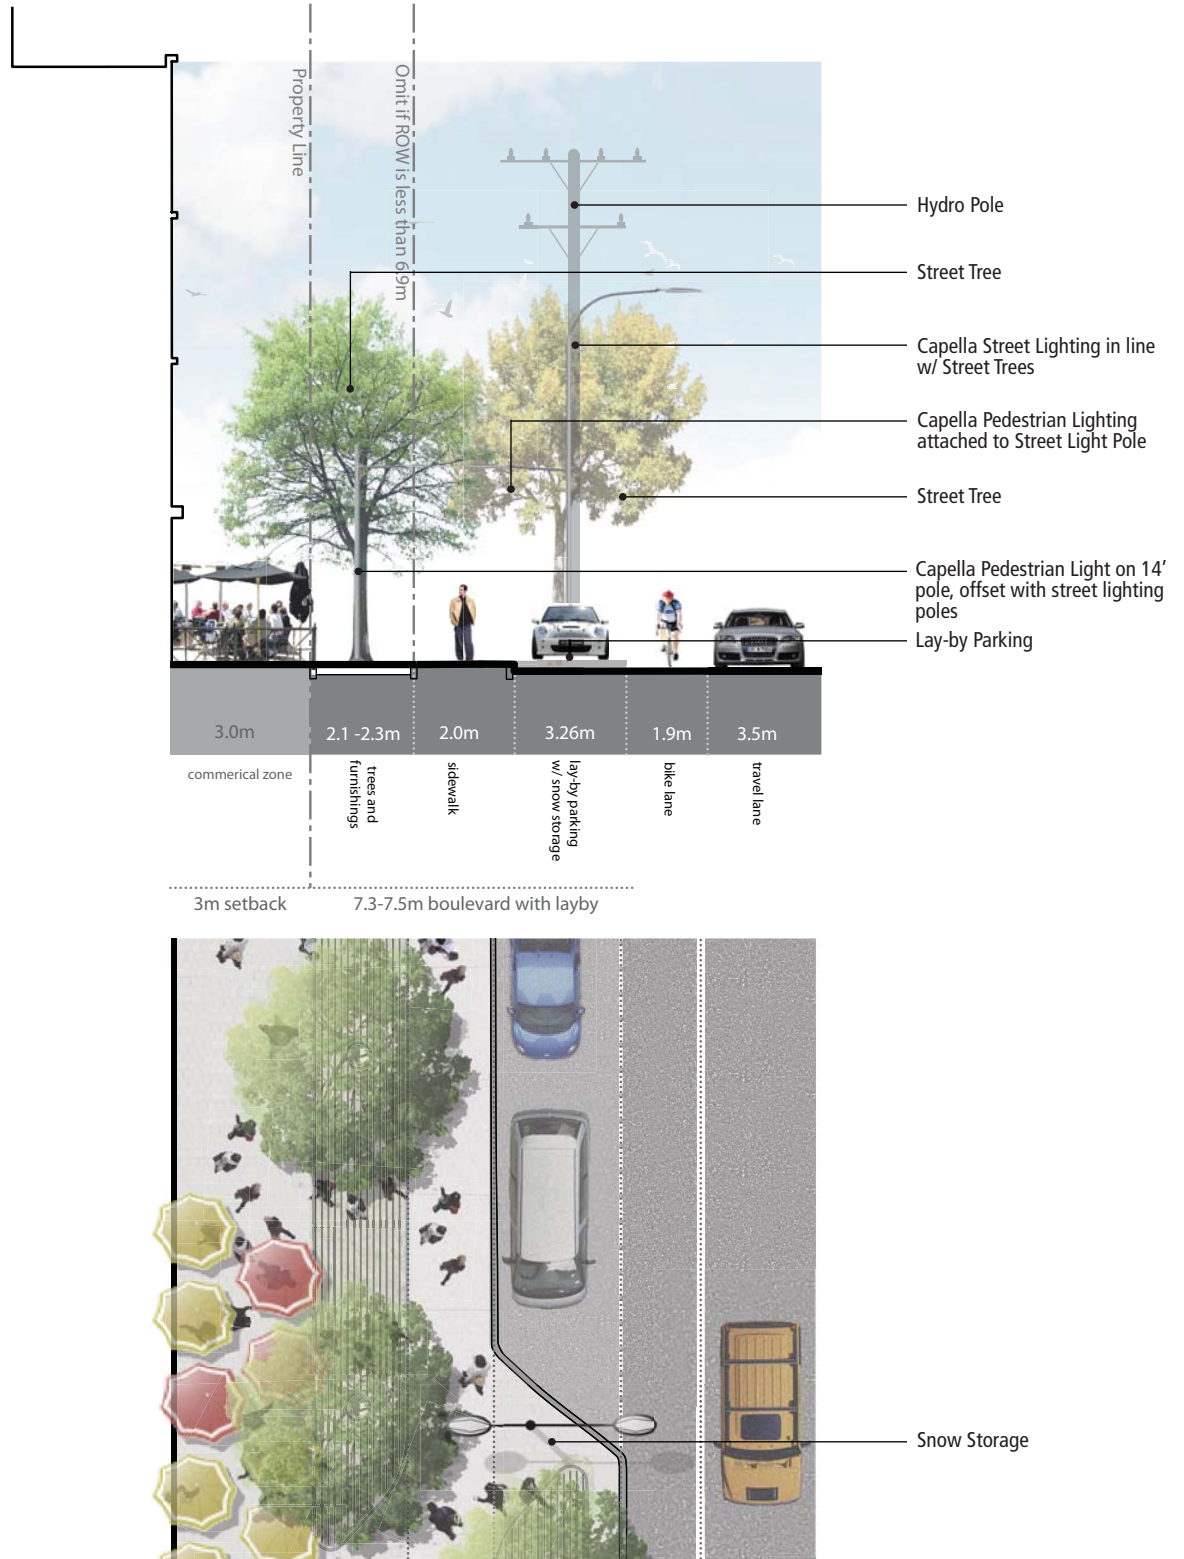 Property Line
Omit if ROW is less than 6.9m
Hydro Pole
Street Tree
Capella Street Lighting in line
w/ Street Trees
Capella Pedestrian Lighting
attached to Street Light Pole
Street Tree
Capella Pedestrian Light on 14’
pole, offset with street lighting
poles
Lay-by Parking
3.0m
2.1 -2.3m
2.0m
3.26m
1.9m
3.5m
commerical zone
trees and
furnishings
sidewalk
lay-by parking
w/ snow storage
bike lane
travel lane
3m setback
7.3-7.5m boulevard with layby
Snow Storage